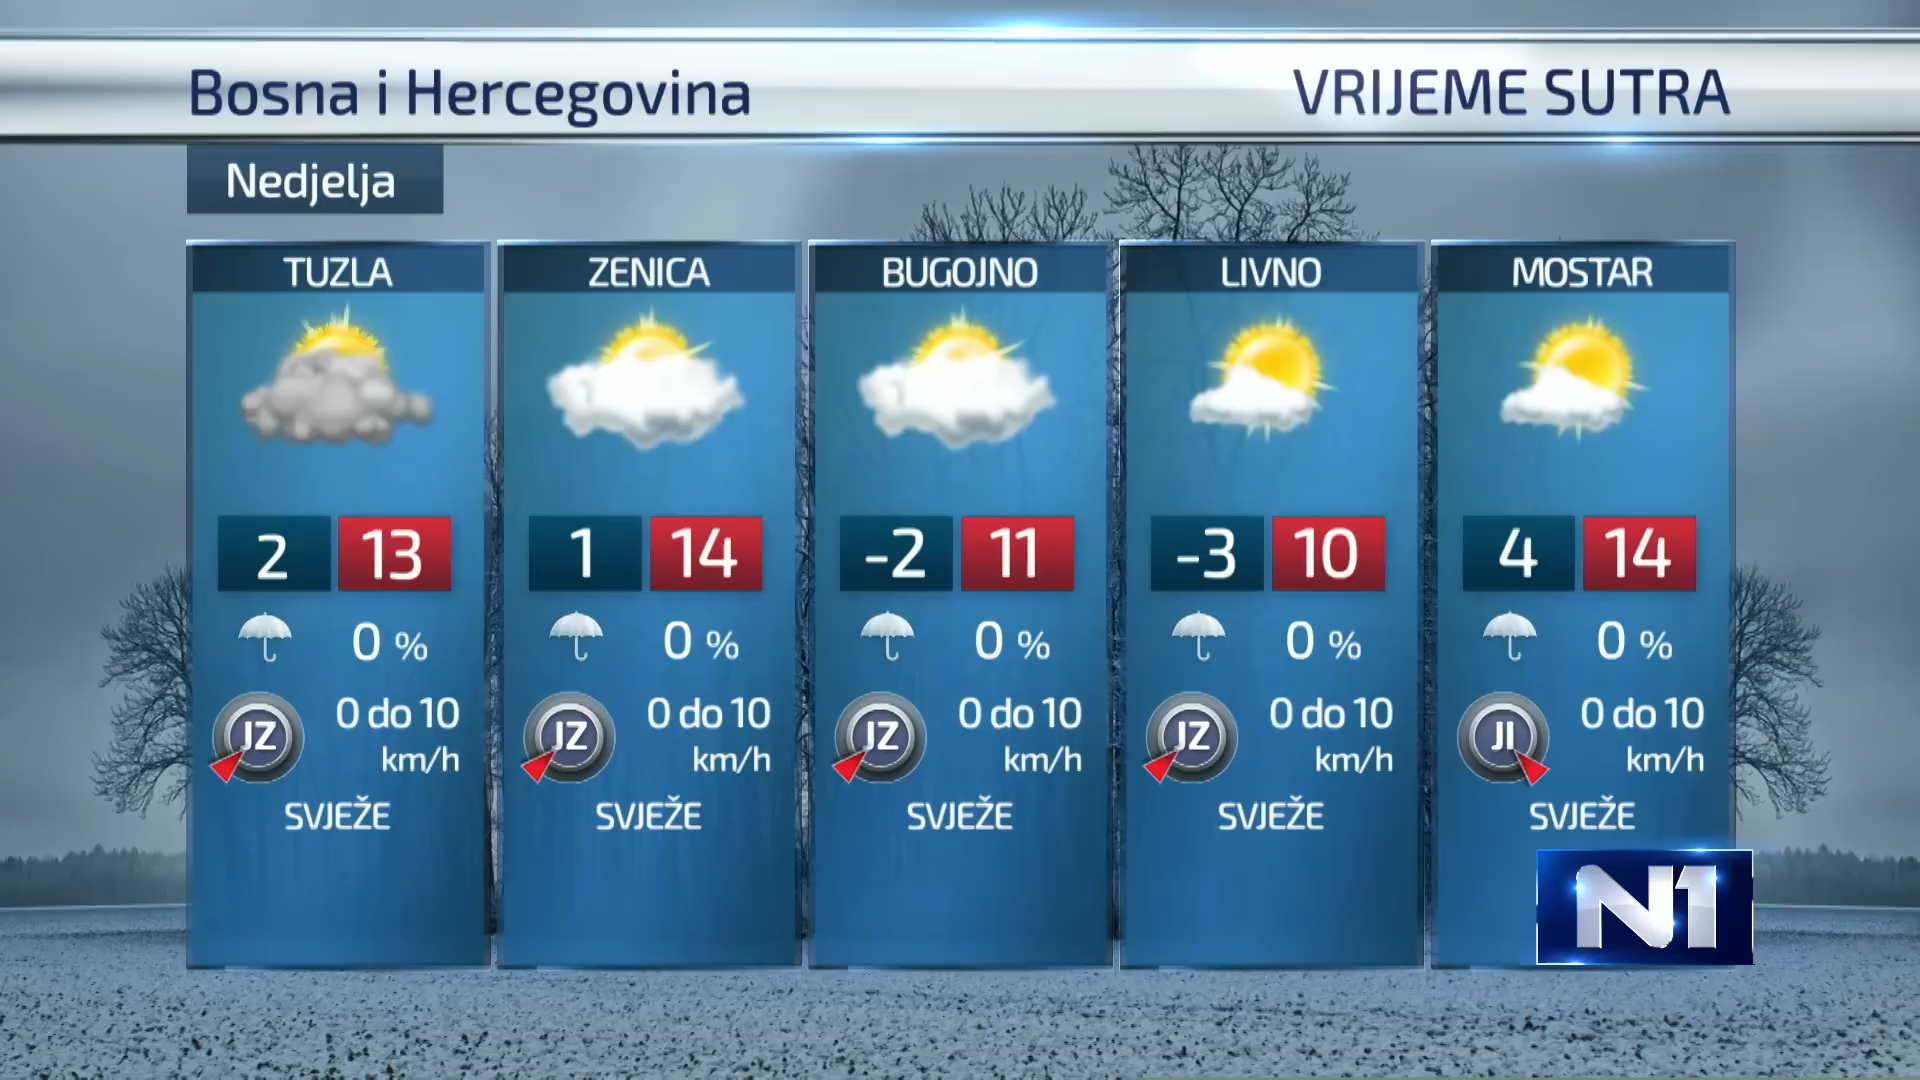 Bosna i Hercegovina
VRIJEME SUTRA
Nedjelja
TUZLA
2 13
0 %
JZ
0 do 10
km/h
SVJEŽE
ZENICA
1 14
0 %
JZ
0 do 10
km/h
SVJEŽE
BUGOJNO
-2 11
0 %
JZ
0 do 10
km/h
SVJEŽE
LIVNO
-3 10
0 %
JZ
0 do 10
km/h
SVJEŽE
MOSTAR
4 14
0 %
JI
0 do 10
km/h
SVJEŽE
N1